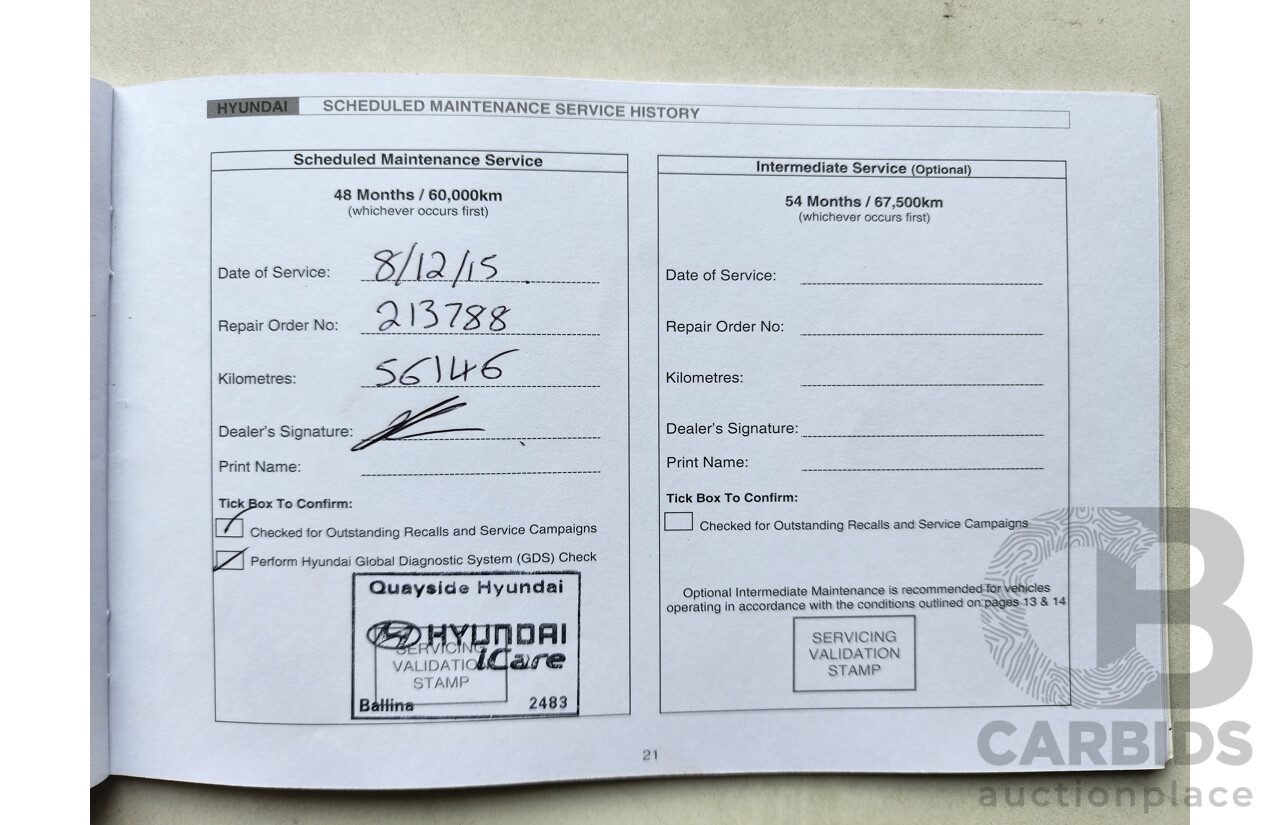 HYUNDAI SCHEDULED MAINTENANCE SERVICE HISTORY
Scheduled Maintenance Service
48 Months / 60,000km
(whichever occurs first)
Date of Service: 8/12/15
Repair Order No: 213788
Kilometres: 56146
Dealer's Signature:
Print Name:
Tick Box To Confirm:
Checked for Outstanding Recalls and Service Campaigns
Perform Hyundai Global Diagnostic System (GDS) Check
Quayside Hyundai
HYUNDAI
iCare
SERVICING
VALIDATION
STAMP
Ballina 2483
Intermediate Service (Optional)
54 Months / 67,500km
(whichever occurs first)
Date of Service:
Repair Order No:
Kilometres:
Dealer's Signature:
Print Name:
Tick Box To Confirm:
Checked for Outstanding Recalls and Service Campaigns
Optional Intermediate Maintenance is recommended for vehicles
operating in accordance with the conditions outlined on pages 13 & 14
SERVICING
VALIDATION
STAMP
21
CB
CARBIDS
auctionplace